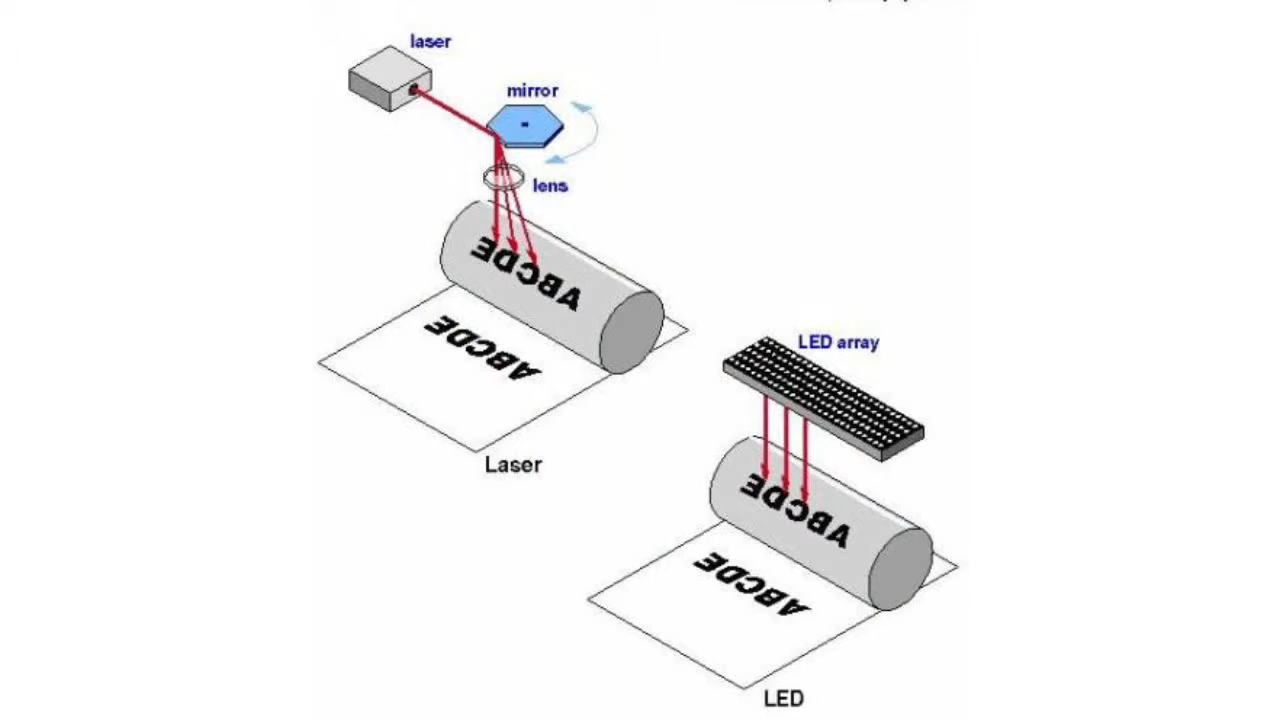 laser
mirror
lens
ABCDE
ABCDE
Laser
LED array
ABCDE
ABCDE
LED